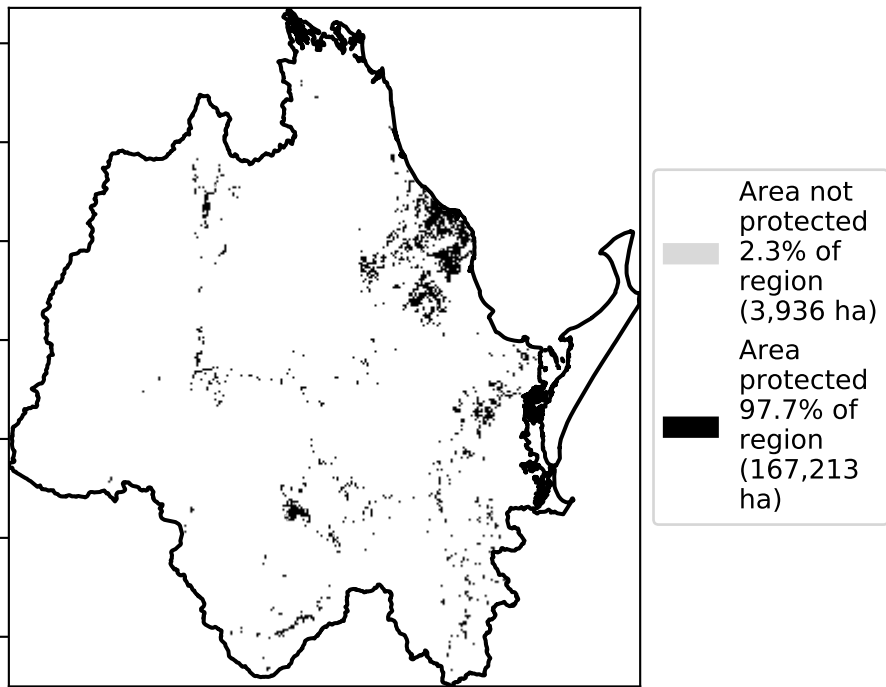 Area not
protected
2.3% of
region
(3,936 ha)
Area
protected
97.7% of
region
(167,213
ha)